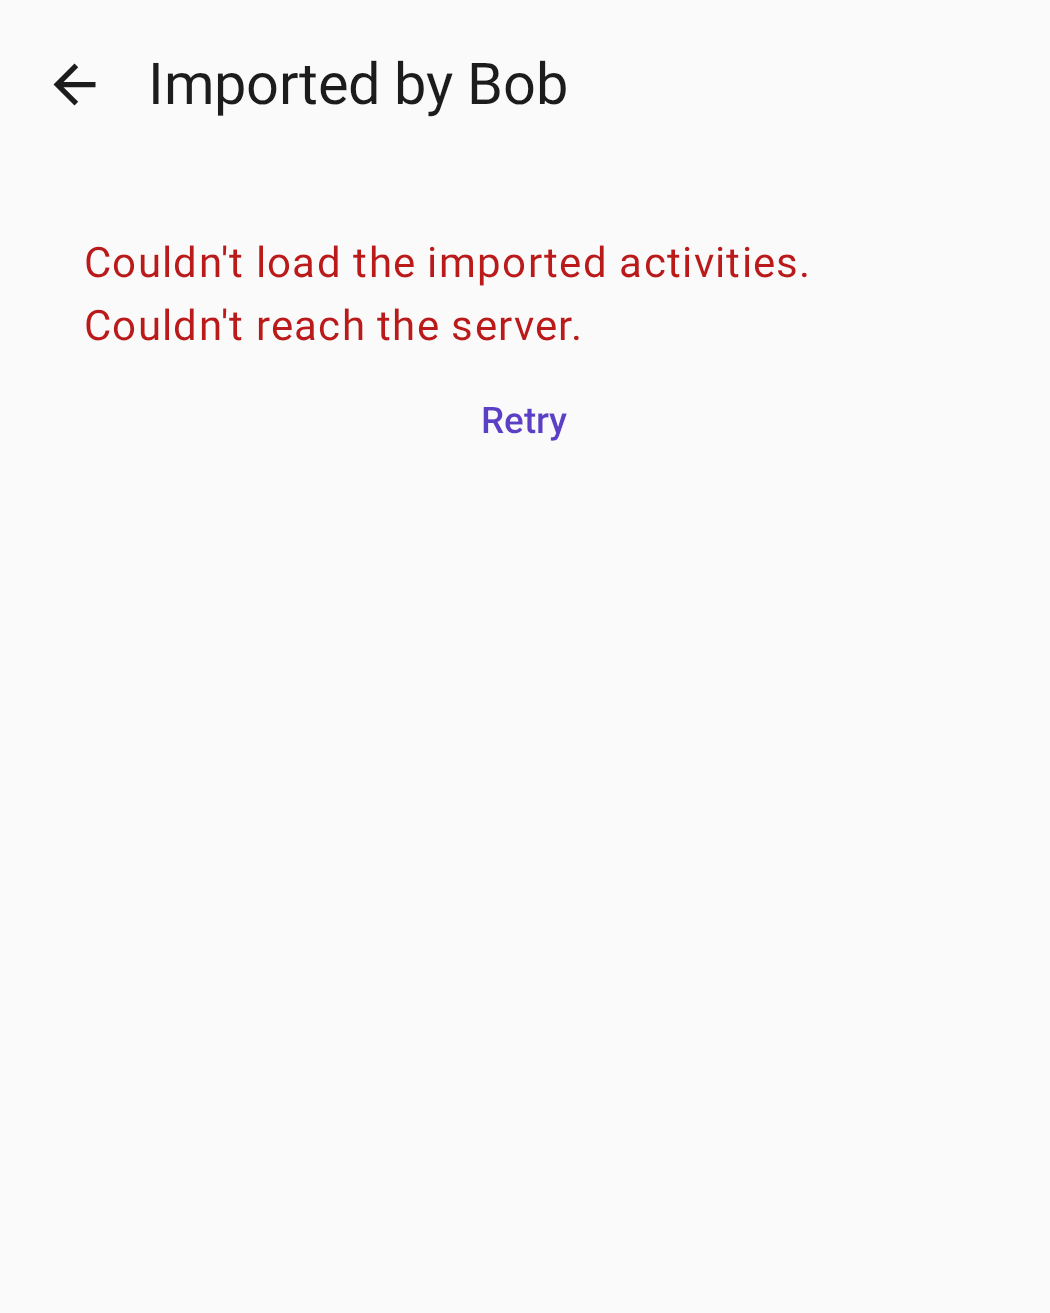 Imported by Bob
Couldn't load the imported activities.
Couldn't reach the server.
Retry